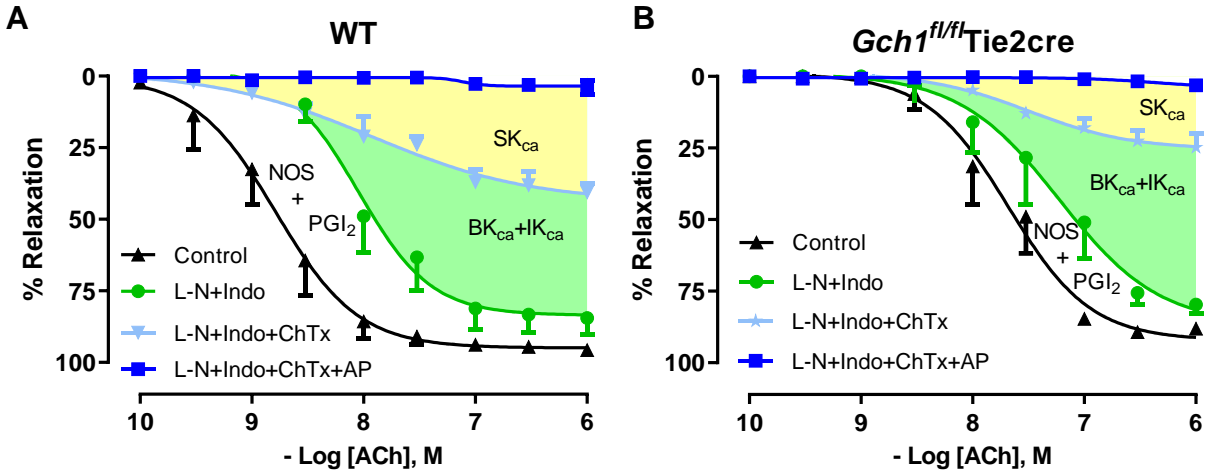 A
WT
% Relaxation
0
25
50
75
100
NOS
+
PGI₂
SKca
BKca+IKca
Control
L-N+Indo
L-N+Indo+ChTx
L-N+Indo+ChTx+AP
10 9 8 7 6
- Log [ACh], M
B
Gch1fl/flTie2cre
% Relaxation
0
25
50
75
100
SKca
BKca+IKca
NOS
+
PGI₂
Control
L-N+Indo
L-N+Indo+ChTx
L-N+Indo+ChTx+AP
10 9 8 7 6
- Log [ACh], M